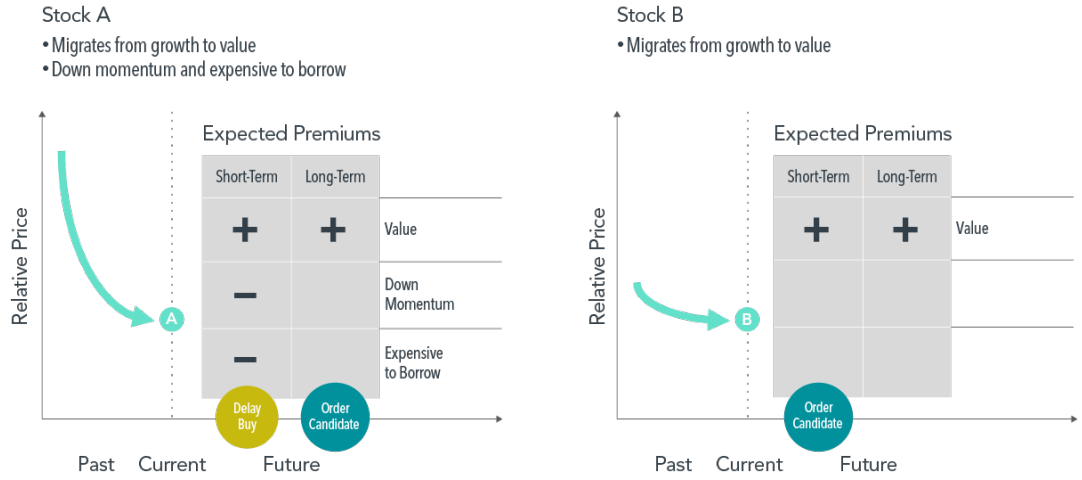 Stock A
• Migrates from growth to value
• Down momentum and expensive to borrow
Relative Price
Expected Premiums
Short-Term Long-Term
+ + Value
− Down
Momentum
− Expensive
to Borrow
A
Delay
Buy
Order
Candidate
Past Current Future
Stock B
• Migrates from growth to value
Relative Price
Expected Premiums
Short-Term Long-Term
+ + Value
B
Order
Candidate
Past Current Future